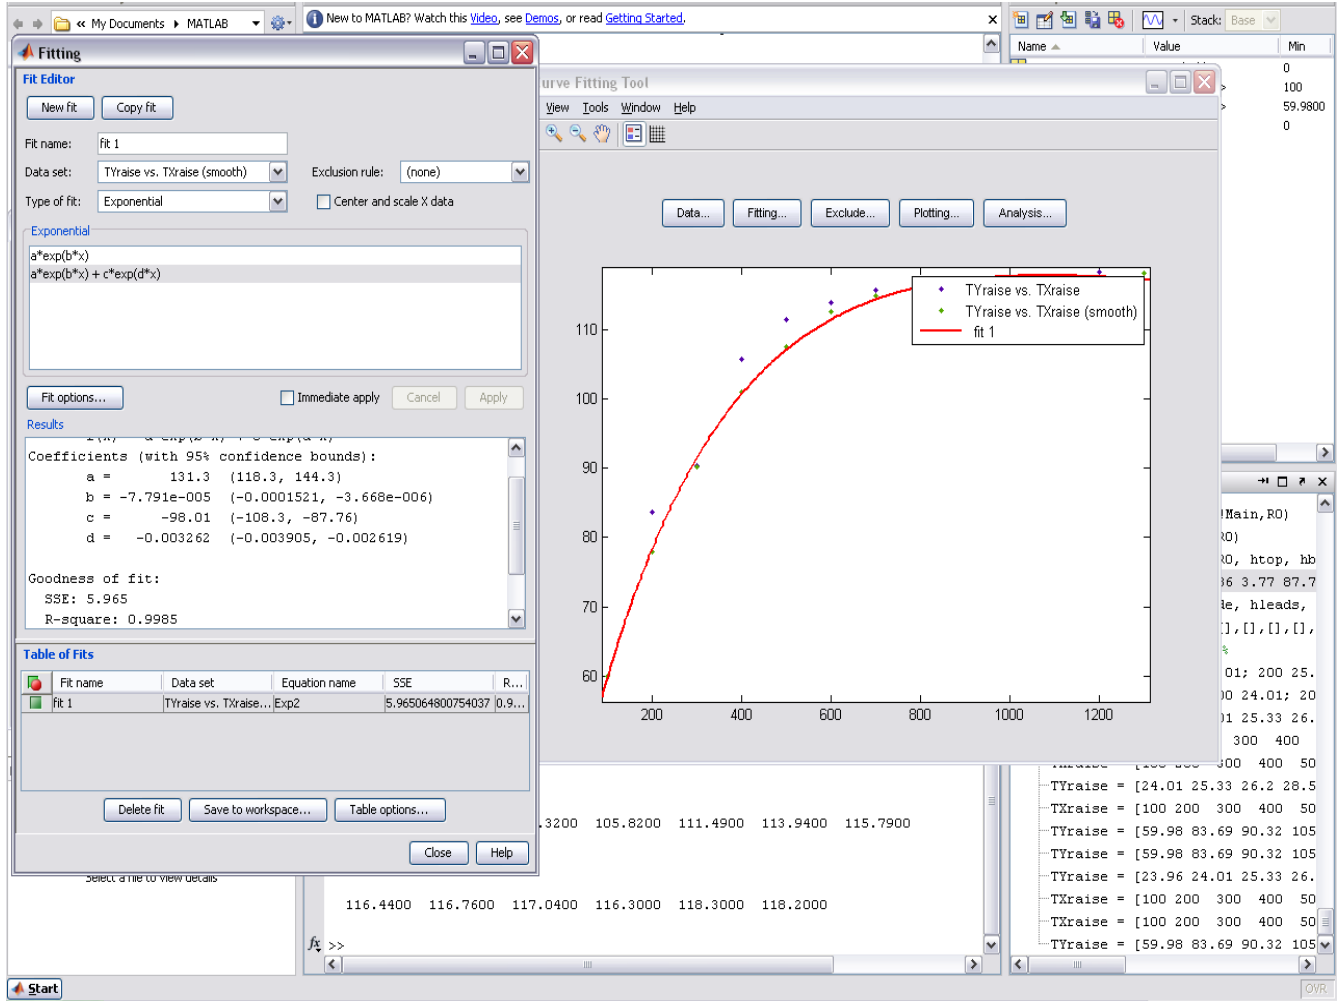 « My Documents ▸ MATLAB
New to MATLAB? Watch this Video, see Demos, or read Getting Started.
Stack: Base
Name Value Min
0
100
59.9800
0
Fitting
Fit Editor
New fit Copy fit
Fit name: fit 1
Data set: TYraise vs. TXraise (smooth) Exclusion rule: (none)
Type of fit: Exponential Center and scale X data
Exponential
a*exp(b*x)
a*exp(b*x) + c*exp(d*x)
Fit options... Immediate apply Cancel Apply
Results
Coefficients (with 95% confidence bounds):
a = 131.3 (118.3, 144.3)
b = -7.791e-005 (-0.0001521, -3.668e-006)
c = -98.01 (-108.3, -87.76)
d = -0.003262 (-0.003905, -0.002619)
Goodness of fit:
SSE: 5.965
R-square: 0.9985
Table of Fits
Fit name Data set Equation name SSE R...
fit 1 TYraise vs. TXraise... Exp2 5.965064800754037 0.9...
Delete fit Save to workspace... Table options...
Close Help
Select a file to view details
urve Fitting Tool
View Tools Window Help
Data... Fitting... Exclude... Plotting... Analysis...
TYraise vs. TXraise
TYraise vs. TXraise (smooth)
fit 1
110
100
90
80
70
60
200 400 600 800 1000 1200
.3200 105.8200 111.4900 113.9400 115.7900
116.4400 116.7600 117.0400 116.3000 118.3000 118.2000
fx >>
!Main,RO)
RO, htop, hb
36 3.77 87.7
de, hleads,
[],[],[],[],
%
01; 200 25.
00 24.01; 20
01 25.33 26.
300 400
TXraise = [100 200 300 400 50
TYraise = [24.01 25.33 26.2 28.5
TXraise = [100 200 300 400 50
TYraise = [59.98 83.69 90.32 105
TYraise = [59.98 83.69 90.32 105
TYraise = [23.96 24.01 25.33 26.
TXraise = [100 200 300 400 50
TXraise = [100 200 300 400 50
TYraise = [59.98 83.69 90.32 105
Start
OVR